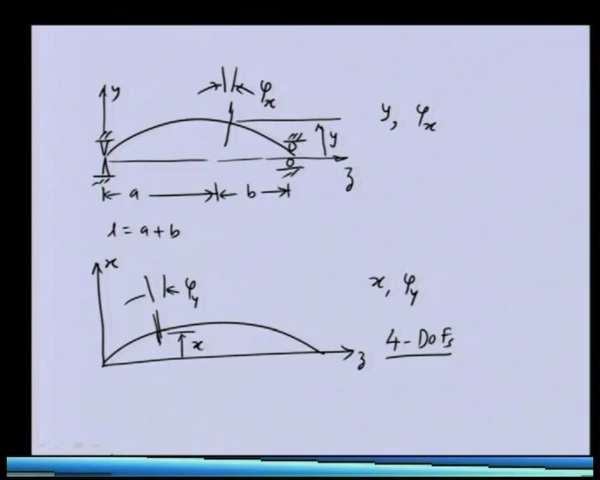 y
φx
y, φx
y
z
a
b
l = a + b
x
φy
x, φy
x
z
4-DOFs